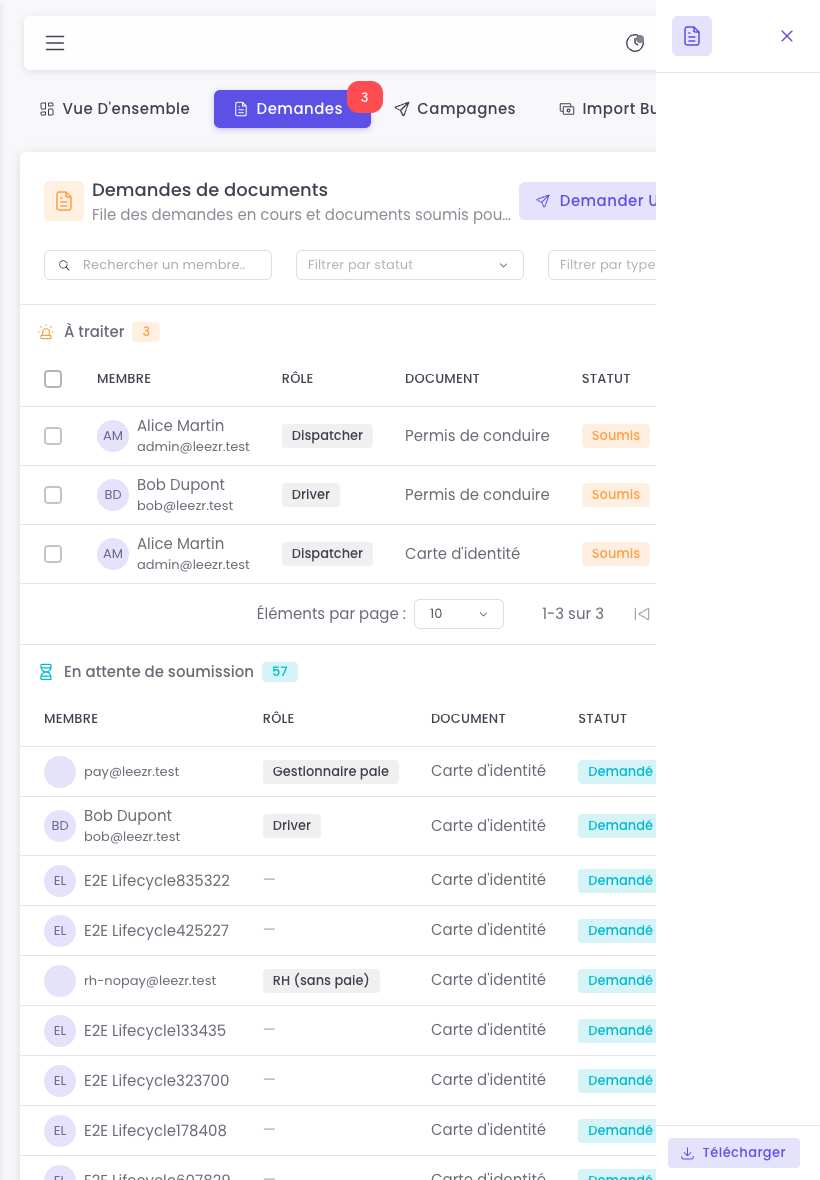 Vue D'ensemble
Demandes
3
Campagnes
Import Bu
Demandes de documents
File des demandes en cours et documents soumis pou...
Demander U
Rechercher un membre..
Filtrer par statut
Filtrer par type
À traiter 3
MEMBRE RÔLE DOCUMENT STATUT
AM Alice Martin
admin@leezr.test
Dispatcher Permis de conduire Soumis
BD Bob Dupont
bob@leezr.test
Driver Permis de conduire Soumis
AM Alice Martin
admin@leezr.test
Dispatcher Carte d'identité Soumis
Éléments par page : 10 1-3 sur 3
En attente de soumission 57
MEMBRE RÔLE DOCUMENT STATUT
pay@leezr.test Gestionnaire paie Carte d'identité Demandé
BD Bob Dupont
bob@leezr.test
Driver Carte d'identité Demandé
EL E2E Lifecycle835322 — Carte d'identité Demandé
EL E2E Lifecycle425227 — Carte d'identité Demandé
rh-nopay@leezr.test RH (sans paie) Carte d'identité Demandé
EL E2E Lifecycle133435 — Carte d'identité Demandé
EL E2E Lifecycle323700 — Carte d'identité Demandé
EL E2E Lifecycle178408 — Carte d'identité Demandé
EL E2E Lifecycle607829 — Carte d'identité Demandé
Télécharger